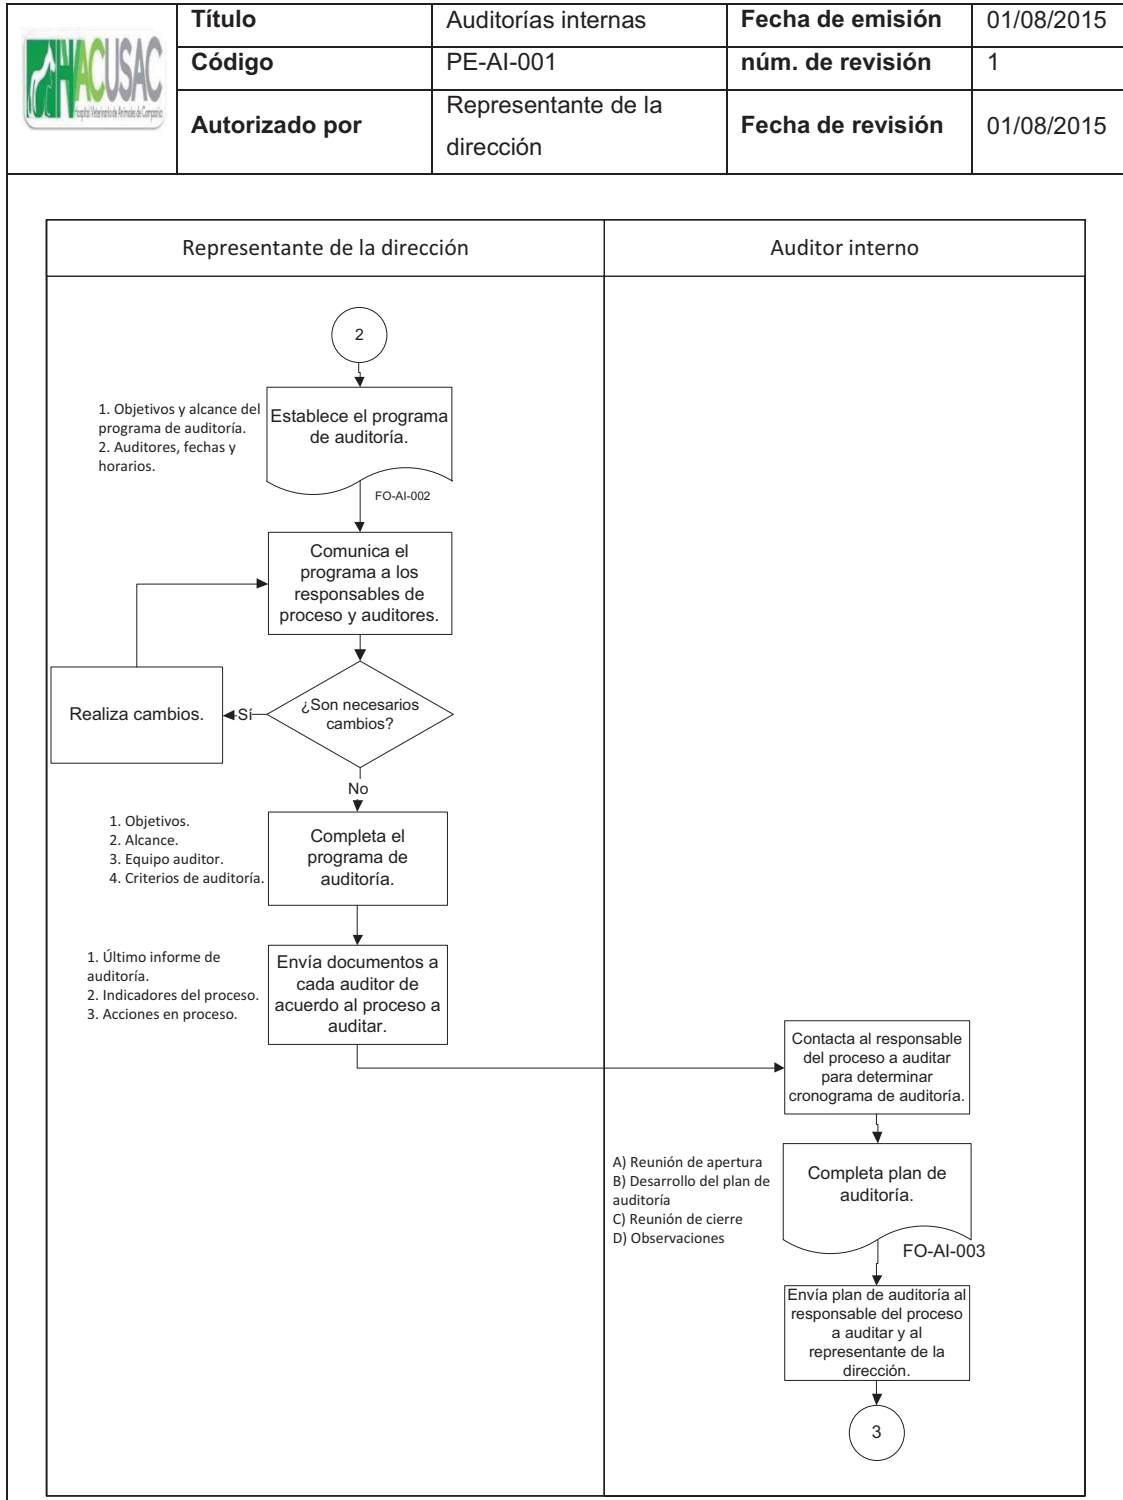 HVACUSAC
Hospital Veterinario de Animales de Compañía
Título
Auditorías internas
Fecha de emisión
01/08/2015
Código
PE-AI-001
núm. de revisión
1
Autorizado por
Representante de la
dirección
Fecha de revisión
01/08/2015
Representante de la dirección
Auditor interno
2
1. Objetivos y alcance del
programa de auditoría.
2. Auditores, fechas y
horarios.
Establece el programa
de auditoría.
FO-AI-002
Comunica el
programa a los
responsables de
proceso y auditores.
Realiza cambios.
Sí
¿Son necesarios
cambios?
No
1. Objetivos.
2. Alcance.
3. Equipo auditor.
4. Criterios de auditoría.
Completa el
programa de
auditoría.
1. Último informe de
auditoría.
2. Indicadores del proceso.
3. Acciones en proceso.
Envía documentos a
cada auditor de
acuerdo al proceso a
auditar.
Contacta al responsable
del proceso a auditar
para determinar
cronograma de auditoría.
A) Reunión de apertura
B) Desarrollo del plan de
auditoría
C) Reunión de cierre
D) Observaciones
Completa plan de
auditoría.
FO-AI-003
Envía plan de auditoría al
responsable del proceso
a auditar y al
representante de la
dirección.
3